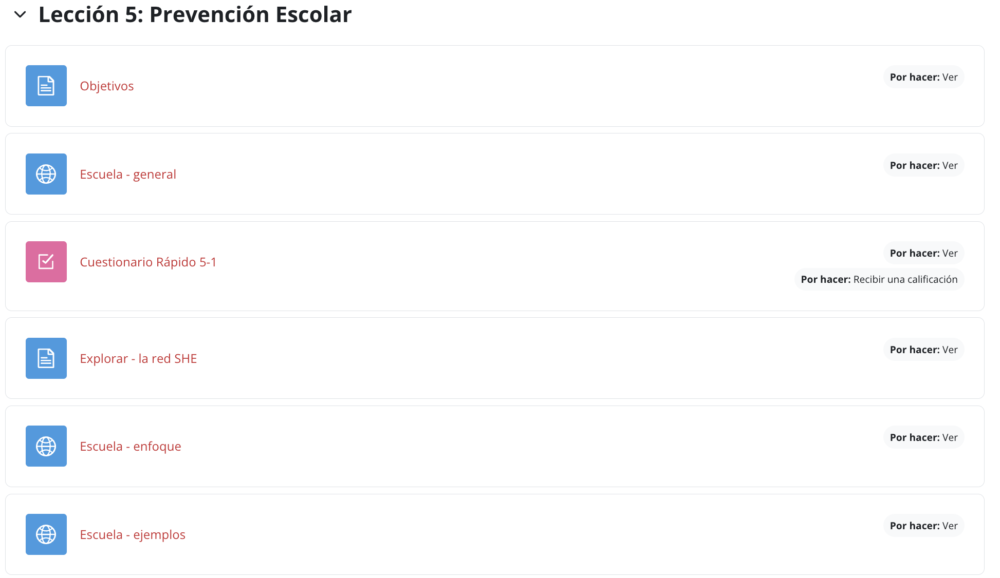 Lección 5: Prevención Escolar
Objetivos
Por hacer: Ver
Escuela - general
Por hacer: Ver
Cuestionario Rápido 5-1
Por hacer: Ver
Por hacer: Recibir una calificación
Explorar - la red SHE
Por hacer: Ver
Escuela - enfoque
Por hacer: Ver
Escuela - ejemplos
Por hacer: Ver